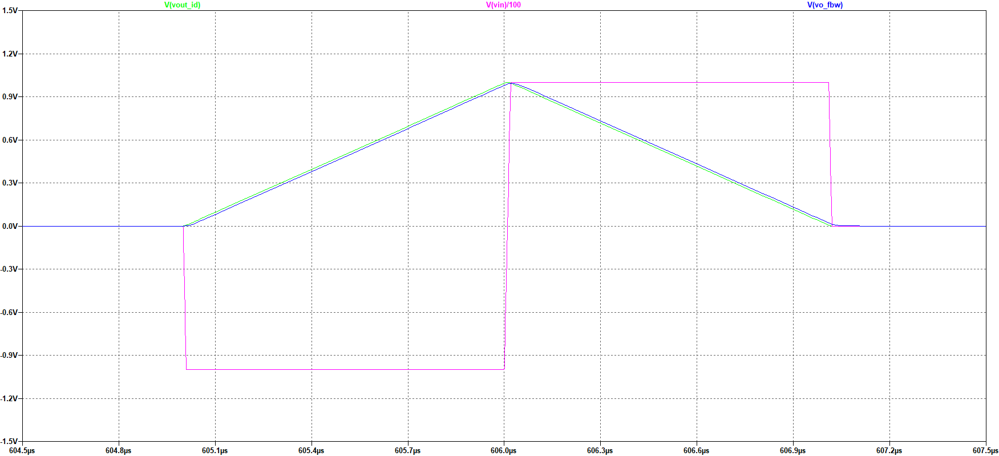 V(vout_id) V(vin)/100 V(vo_fbw)
1.5V
1.2V
0.9V
0.6V
0.3V
0.0V
-0.3V
-0.6V
-0.9V
-1.2V
-1.5V
604.5µs 604.8µs 605.1µs 605.4µs 605.7µs 606.0µs 606.3µs 606.6µs 606.9µs 607.2µs 607.5µs